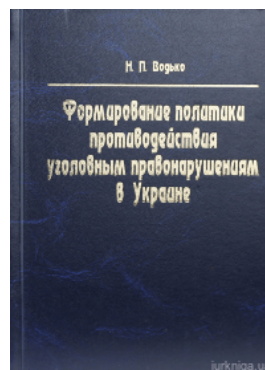 Н. П. Водько
Формирование политики
противодействия
уголовным правонарушениям
в Украине
jurkniga.u